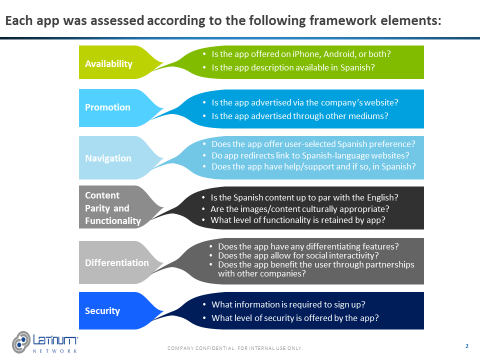 Each app was assessed according to the following framework elements:
Availability
• Is the app offered on iPhone, Android, or both?
• Is the app description available in Spanish?
Promotion
• Is the app advertised via the company's website?
• Is the app advertised through other mediums?
Navigation
• Does the app offer user-selected Spanish preference?
• Do app redirects link to Spanish-language websites?
• Does the app have help/support and if so, in Spanish?
Content
Parity and
Functionality
• Is the Spanish content up to par with the English?
• Are the images/content culturally appropriate?
• What level of functionality is retained by app?
Differentiation
• Does the app have any differentiating features?
• Does the app allow for social interactivity?
• Does the app benefit the user through partnerships
with other companies?
Security
• What information is required to sign up?
• What level of security is offered by the app?
LATINUM
NETWORK
COMPANY CONFIDENTIAL: FOR INTERNAL USE ONLY
2